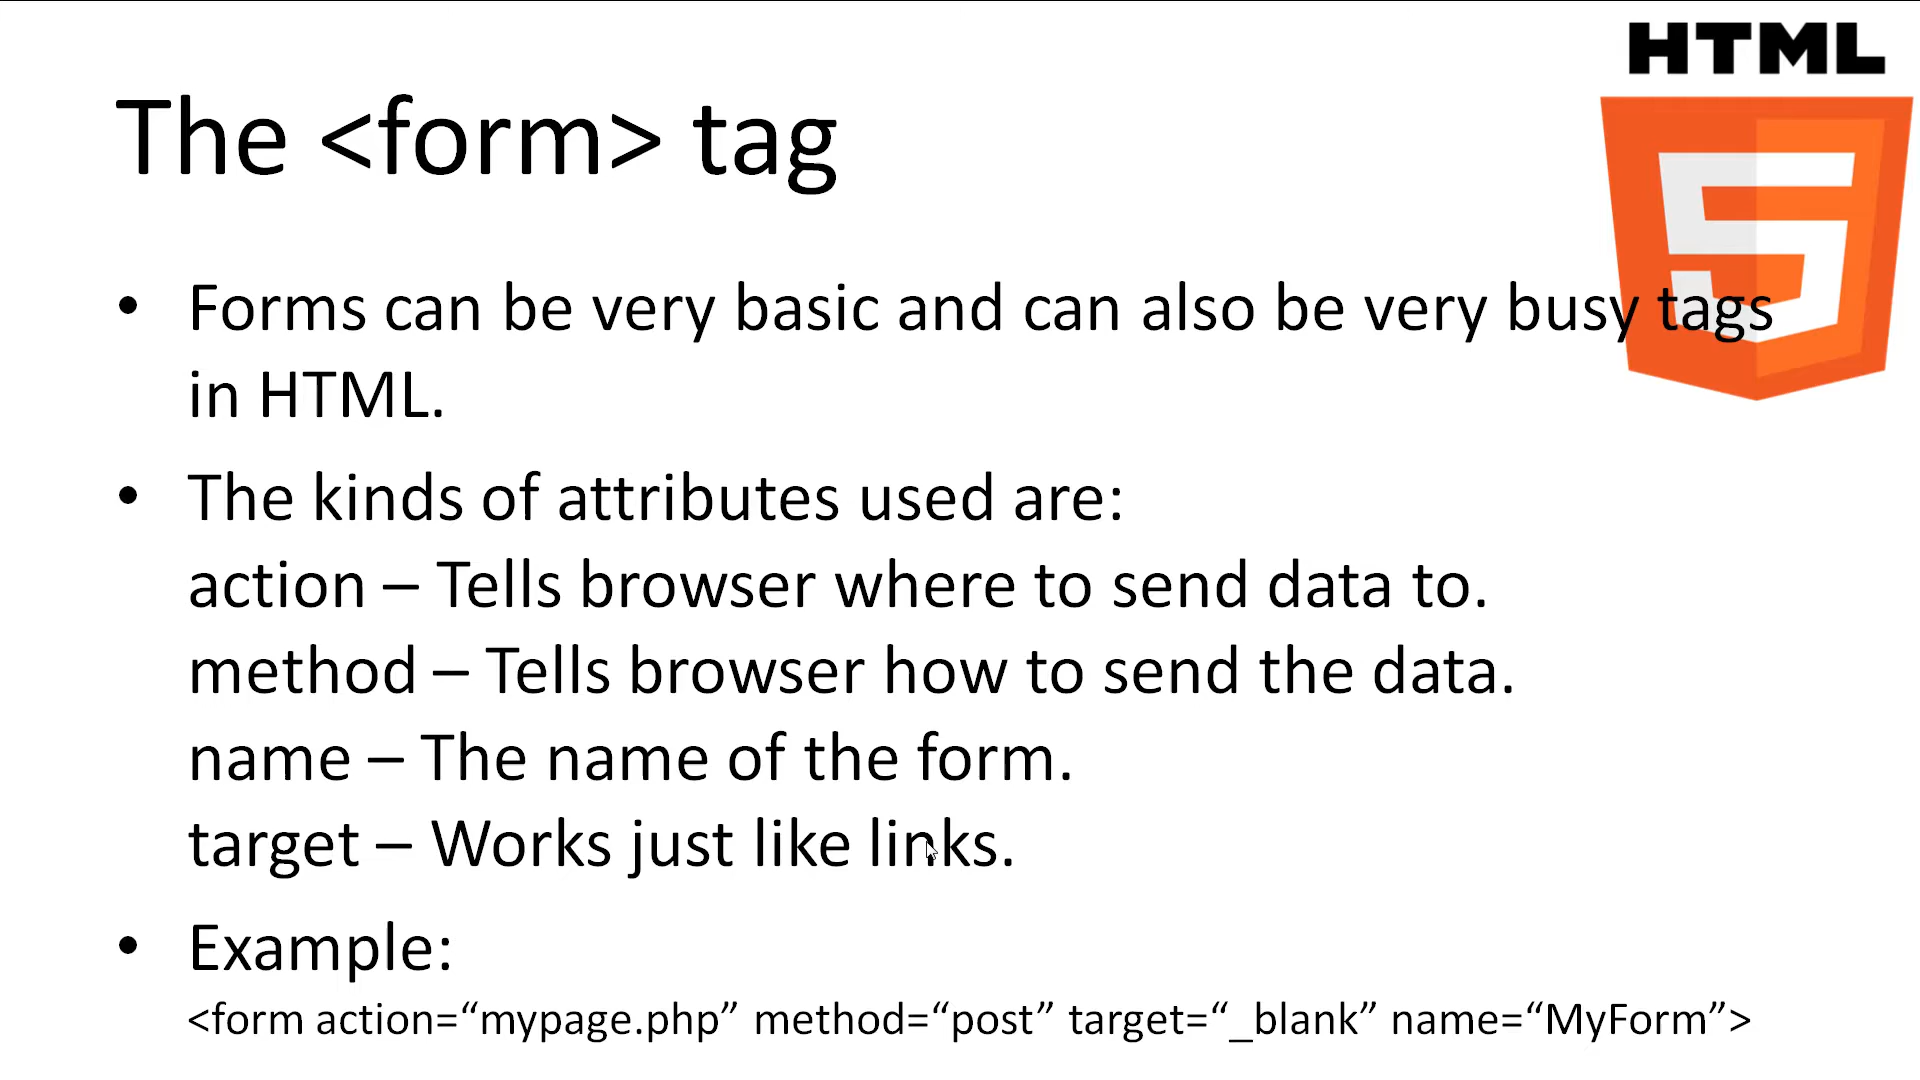 HTML
The <form> tag
• Forms can be very basic and can also be very busy tags
in HTML.
• The kinds of attributes used are:
action – Tells browser where to send data to.
method – Tells browser how to send the data.
name – The name of the form.
target – Works just like links.
• Example:
<form action=“mypage.php” method=“post” target=“_blank” name=“MyForm”>